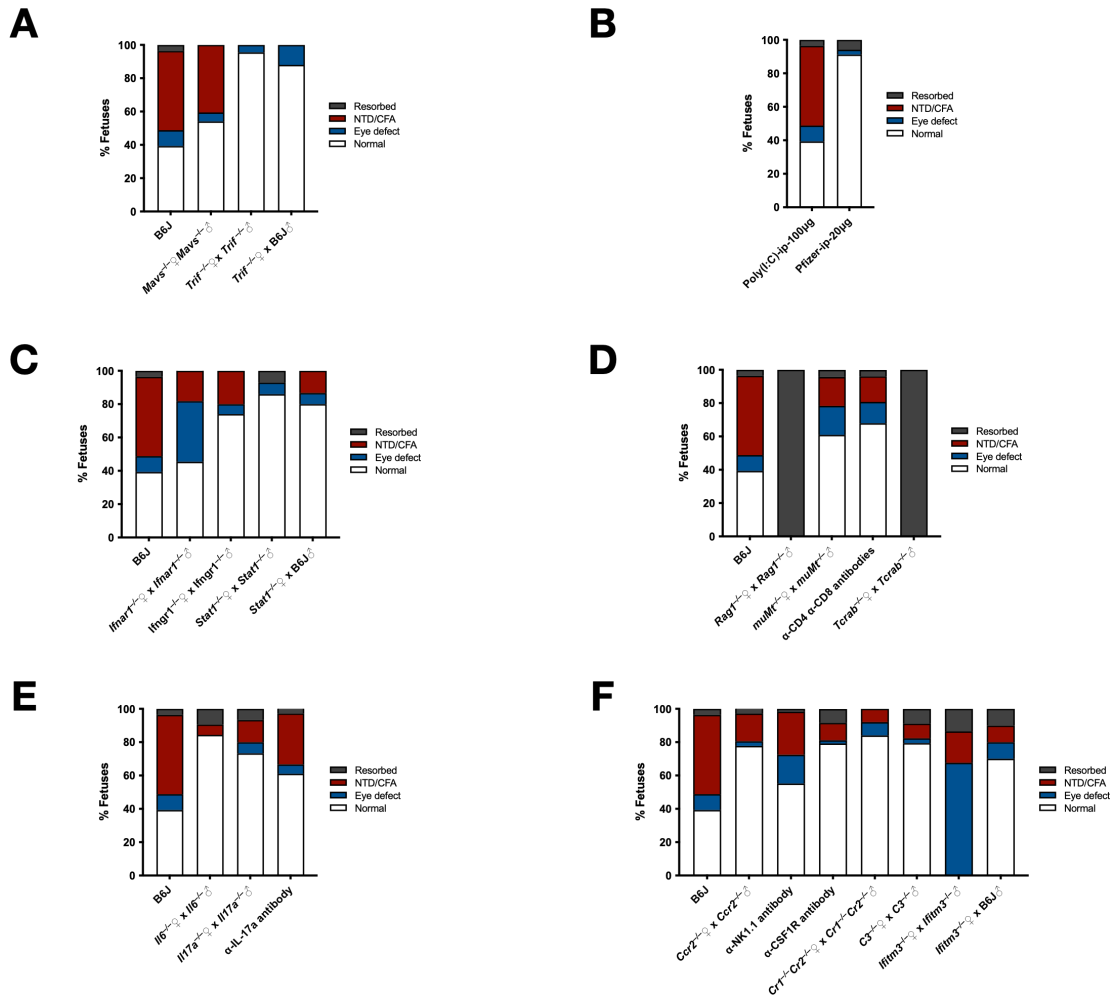 A
% Fetuses
100
80
60
40
20
0
B6J
Mavs⁻/⁻♀Mavs⁻/⁻♂
Trif⁻/⁻♀x Trif⁻/⁻♂
Trif⁻/⁻♀ x B6J♂
Resorbed
NTD/CFA
Eye defect
Normal
B
% Fetuses
100
80
60
40
20
0
Poly(I:C)-ip-100µg
Pfizer-ip-20µg
Resorbed
NTD/CFA
Eye defect
Normal
C
% Fetuses
100
80
60
40
20
0
B6J
Ifnar1⁻/⁻♀ x Ifnar1⁻/⁻♂
Ifngr1⁻/⁻♀ x Ifngr1⁻/⁻♂
Stat1⁻/⁻♀ x Stat1⁻/⁻♂
Stat1⁻/⁻♀ x B6J♂
Resorbed
NTD/CFA
Eye defect
Normal
D
% Fetuses
100
80
60
40
20
0
B6J
Rag1⁻/⁻♀ x Rag1⁻/⁻♂
muMt⁻/⁻♀ x muMt⁻/⁻♂
α-CD4 α-CD8 antibodies
Tcrab⁻/⁻♀ x Tcrab⁻/⁻♂
Resorbed
NTD/CFA
Eye defect
Normal
E
% Fetuses
100
80
60
40
20
0
B6J
Il6⁻/⁻♀ x Il6⁻/⁻♂
Il17a⁻/⁻♀ x Il17a⁻/⁻♂
α-IL-17a antibody
Resorbed
NTD/CFA
Eye defect
Normal
F
% Fetuses
100
80
60
40
20
0
B6J
Ccr2⁻/⁻♀ x Ccr2⁻/⁻♂
α-NK1.1 antibody
α-CSF1R antibody
Cr1⁻/⁻Cr2⁻/⁻♀ x Cr1⁻/⁻Cr2⁻/⁻♂
C3⁻/⁻♀ x C3⁻/⁻♂
Ifitm3⁻/⁻♀ x Ifitm3⁻/⁻♂
Ifitm3⁻/⁻♀ x B6J♂
Resorbed
NTD/CFA
Eye defect
Normal